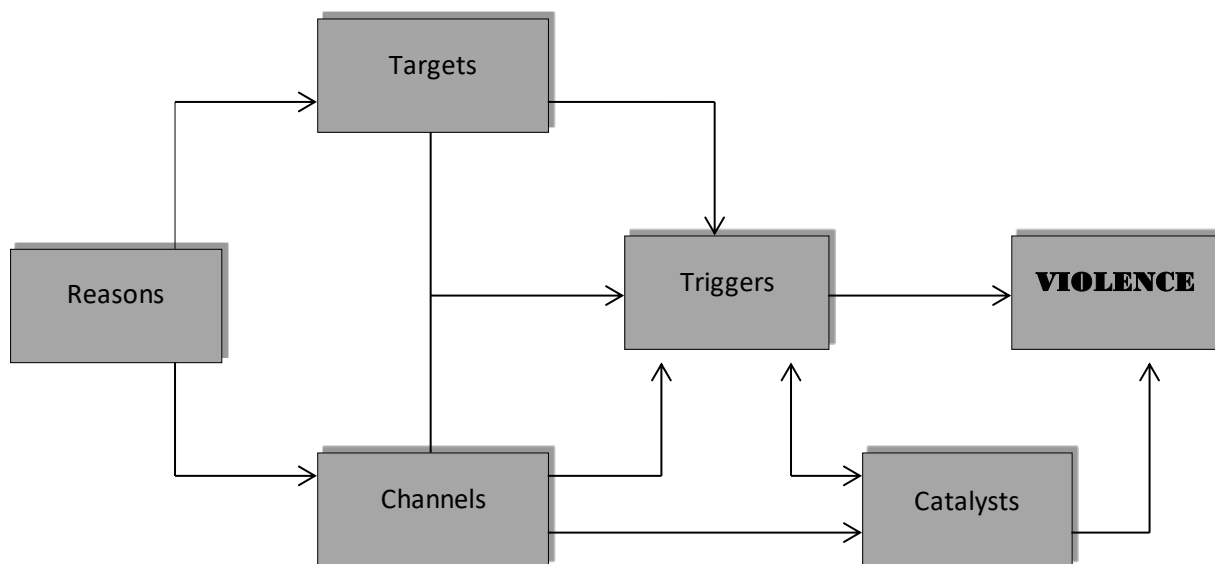 Targets
Reasons
Triggers
VIOLENCE
Channels
Catalysts